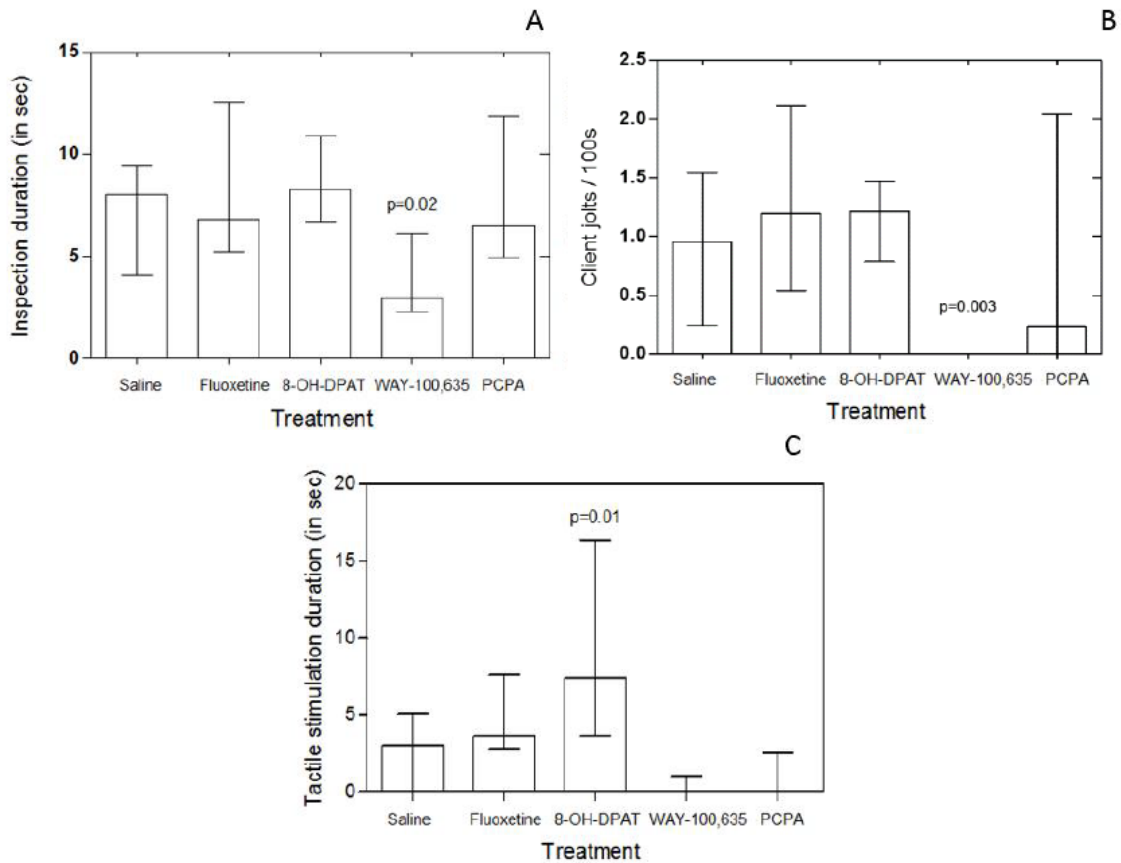 A
Inspection duration (in sec)
15
10
5
0
p=0.02
Saline Fluoxetine 8-OH-DPAT WAY-100,635 PCPA
Treatment
B
Client jolts / 100s
2.5
2.0
1.5
1.0
0.5
0.0
p=0.003
Saline Fluoxetine 8-OH-DPAT WAY-100,635 PCPA
Treatment
C
Tactile stimulation duration (in sec)
20
15
10
5
0
p=0.01
Saline Fluoxetine 8-OH-DPAT WAY-100,635 PCPA
Treatment